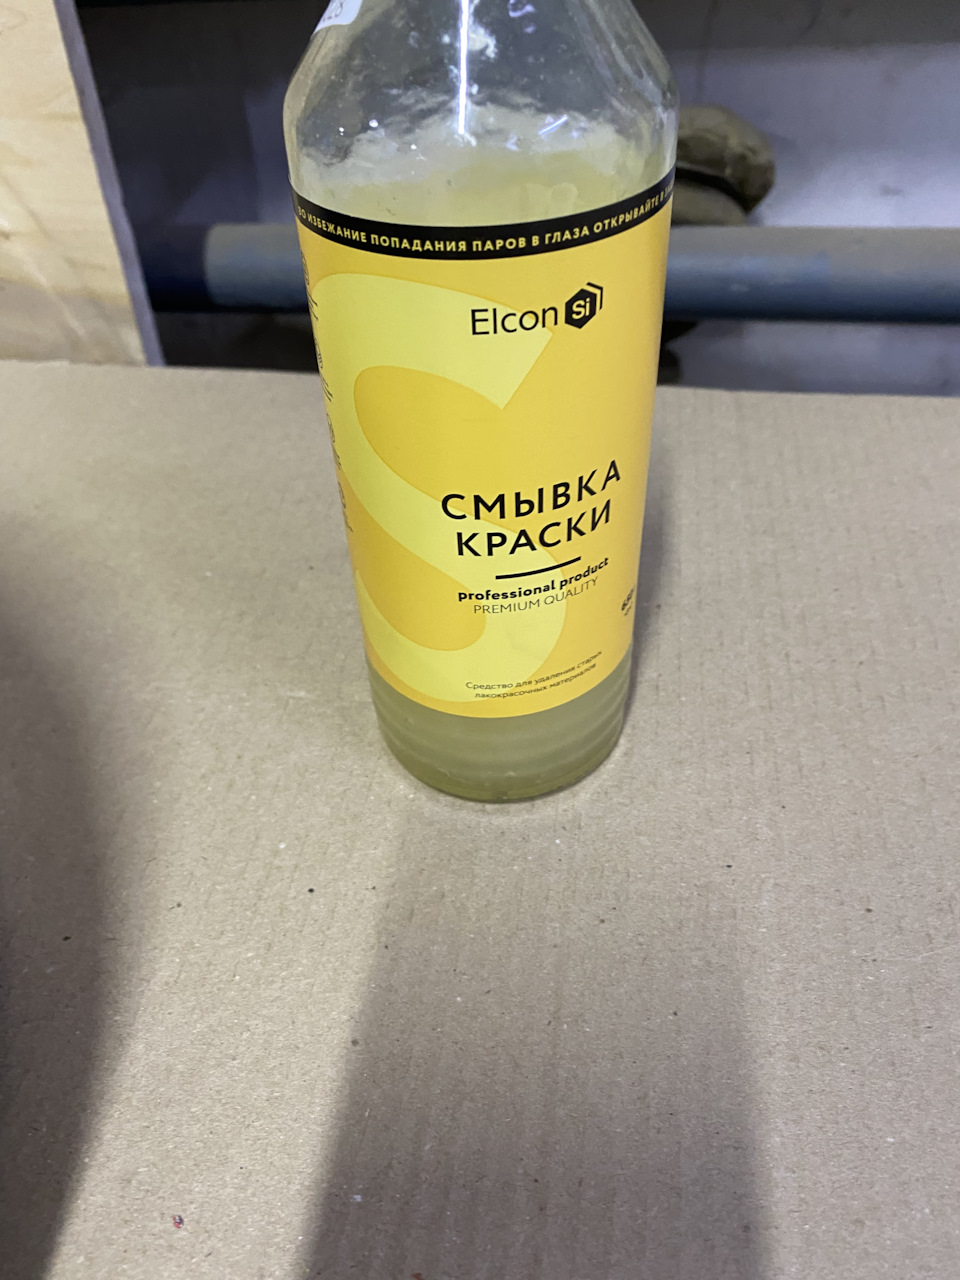 ВО ИЗБЕЖАНИЕ ПОПАДАНИЯ ПАРОВ В ГЛАЗА ОТКРЫВАЙТЕ В
Elcon Si
СМЫВКА
КРАСКИ
professional product
PREMIUM QUALITY
Средство для удаления старых
лакокрасочных материалов